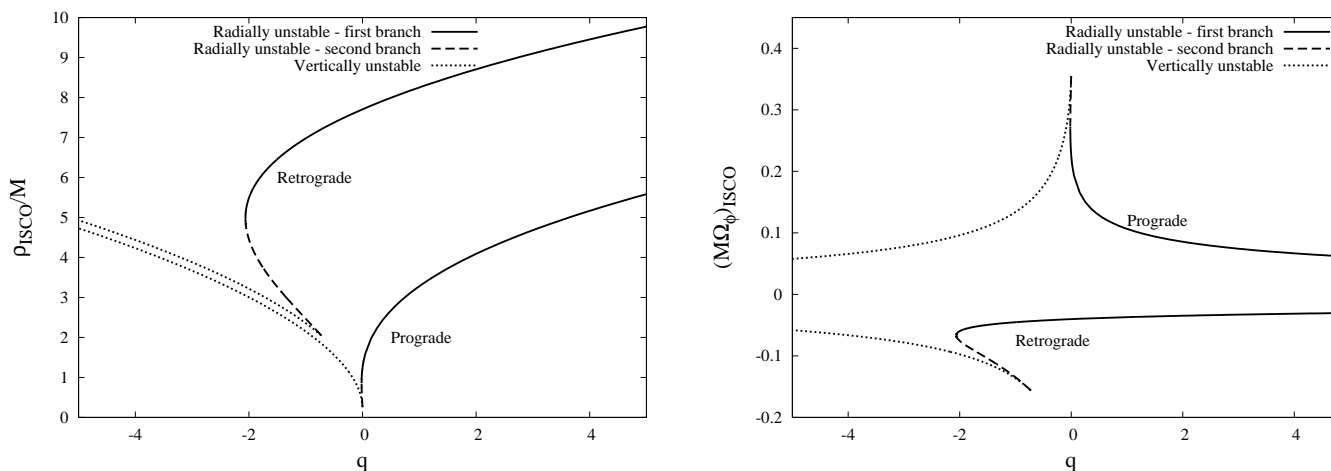 10
9
8
7
6
5
4
3
2
1
0
-4
-2
0
2
4
ρISCO/M
q
Radially unstable - first branch
Radially unstable - second branch
Vertically unstable
Retrograde
Prograde
0.4
0.3
0.2
0.1
0
-0.1
-0.2
-4
-2
0
2
4
(MΩφ)ISCO
q
Radially unstable - first branch
Radially unstable - second branch
Vertically unstable
Prograde
Retrograde